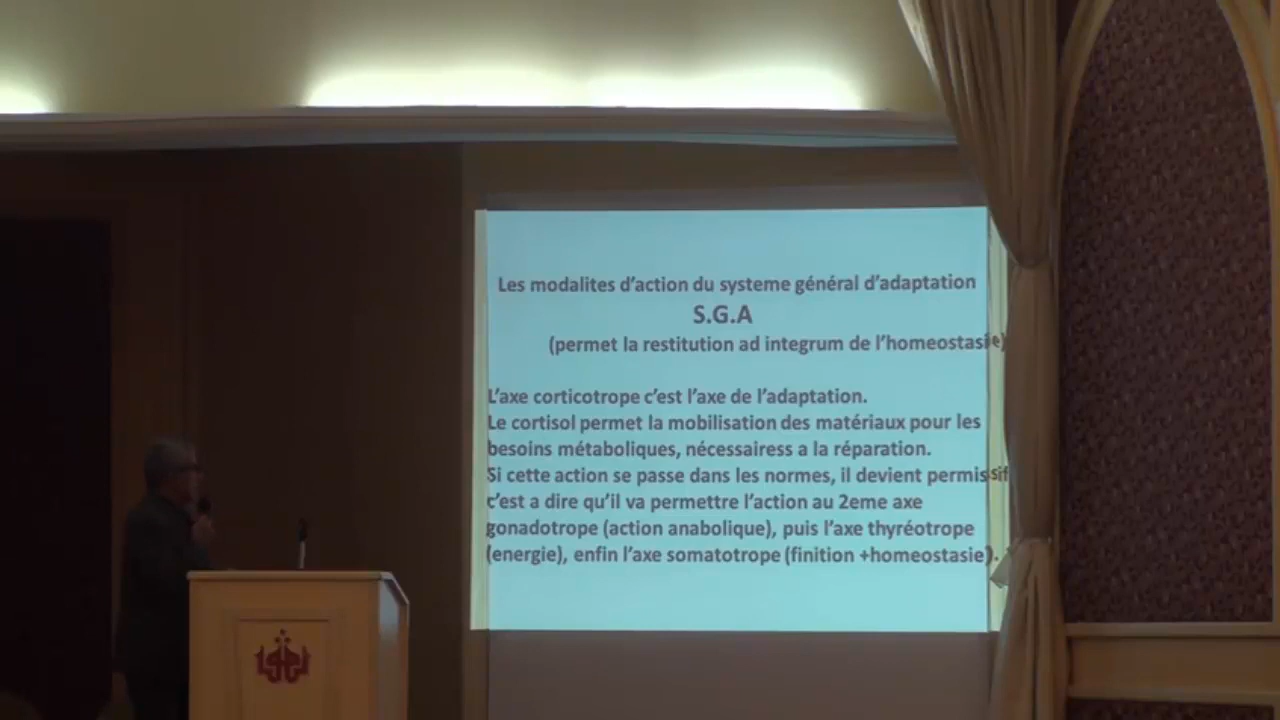 Les modalites d'action du systeme général d'adaptation
S.G.A
(permet la restitution ad integrum de l'homeostasie)
L'axe corticotrope c'est l'axe de l'adaptation.
Le cortisol permet la mobilisation des matériaux pour les
besoins métaboliques, nécessairess a la réparation.
Si cette action se passe dans les normes, il devient permissif
c'est a dire qu'il va permettre l'action au 2eme axe
gonadotrope (action anabolique), puis l'axe thyréotrope
(energie), enfin l'axe somatotrope (finition +homeostasie).